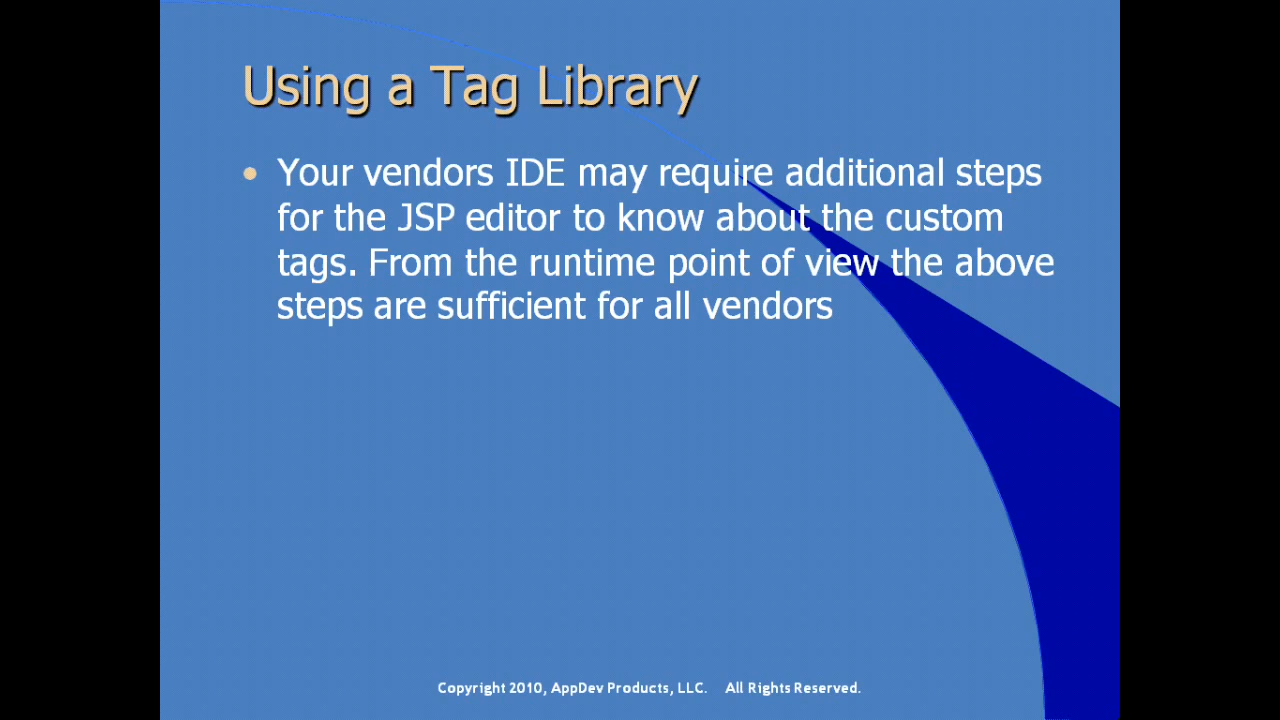 Using a Tag Library
• Your vendors IDE may require additional steps
for the JSP editor to know about the custom
tags. From the runtime point of view the above
steps are sufficient for all vendors
Copyright 2010, AppDev Products, LLC. All Rights Reserved.